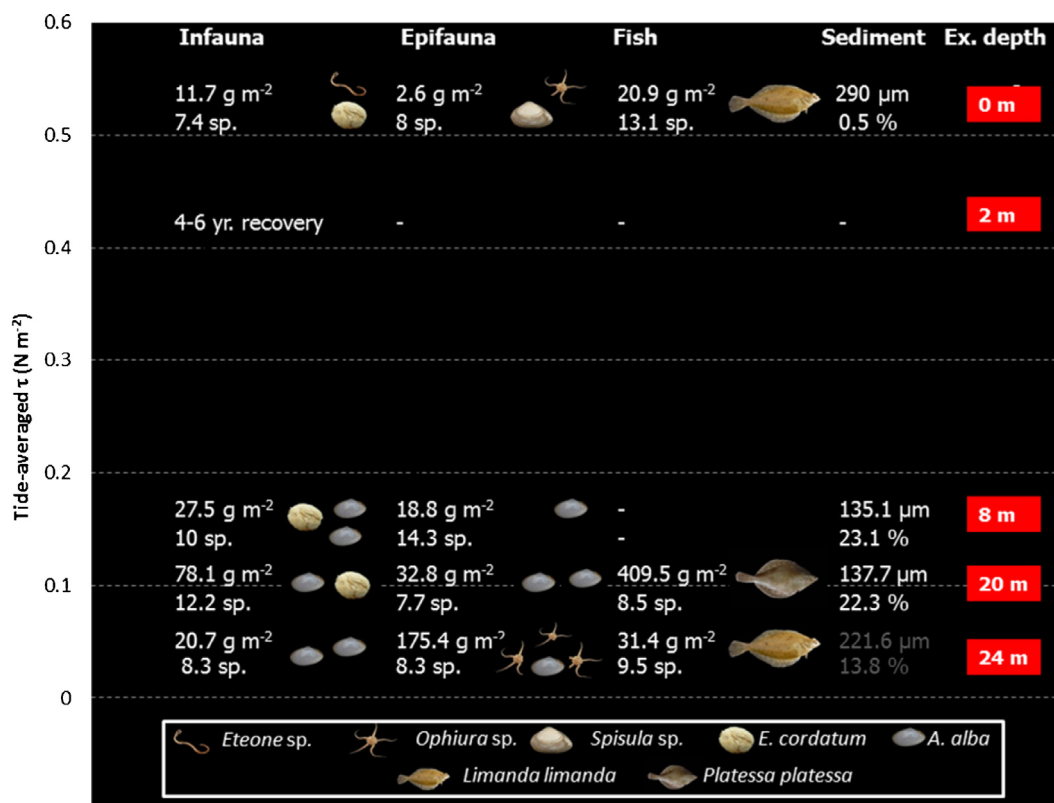 0.6
Infauna Epifauna Fish Sediment Ex. depth
11.7 g m⁻² 2.6 g m⁻² 20.9 g m⁻² 290 µm 0 m
7.4 sp. 8 sp. 13.1 sp. 0.5 %
0.5
4-6 yr. recovery - - - 2 m
0.4
Tide-averaged τ (N m⁻²)
0.3
0.2
27.5 g m⁻² 18.8 g m⁻² - 135.1 µm 8 m
10 sp. 14.3 sp. - 23.1 %
78.1 g m⁻² 32.8 g m⁻² 409.5 g m⁻² 137.7 µm 20 m
0.1
12.2 sp. 7.7 sp. 8.5 sp. 22.3 %
20.7 g m⁻² 175.4 g m⁻² 31.4 g m⁻² 221.6 µm 24 m
8.3 sp. 8.3 sp. 9.5 sp. 13.8 %
0
Eteone sp. Ophiura sp. Spisula sp. E. cordatum A. alba
Limanda limanda Platessa platessa